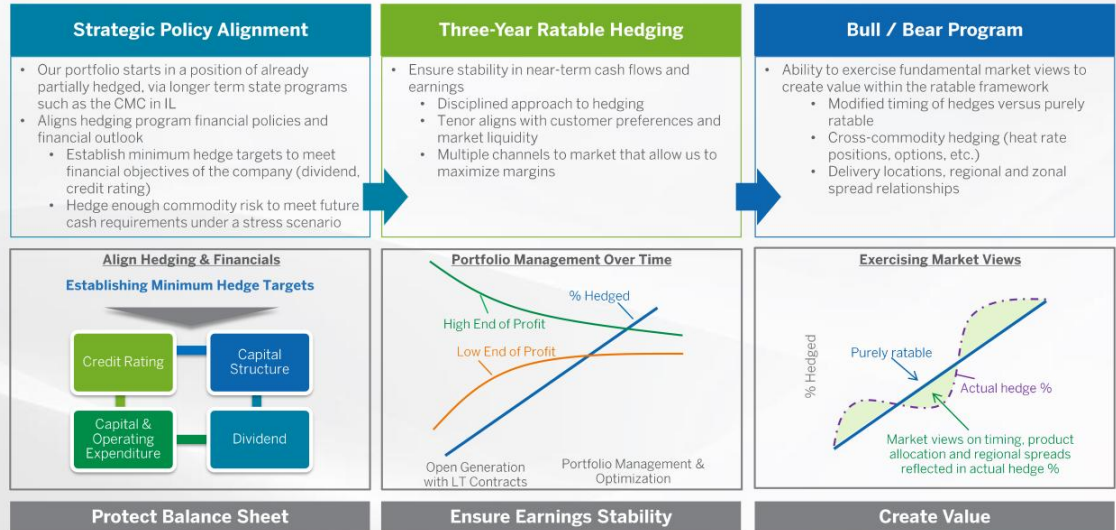 Strategic Policy Alignment
• Our portfolio starts in a position of already
partially hedged, via longer term state programs
such as the CMC in IL
• Aligns hedging program financial policies and
financial outlook
• Establish minimum hedge targets to meet
financial objectives of the company (dividend,
credit rating)
• Hedge enough commodity risk to meet future
cash requirements under a stress scenario
Three-Year Ratable Hedging
• Ensure stability in near-term cash flows and
earnings
• Disciplined approach to hedging
• Tenor aligns with customer preferences and
market liquidity
• Multiple channels to market that allow us to
maximize margins
Bull / Bear Program
• Ability to exercise fundamental market views to
create value within the ratable framework
• Modified timing of hedges versus purely
ratable
• Cross-commodity hedging (heat rate
positions, options, etc.)
• Delivery locations, regional and zonal
spread relationships
Align Hedging & Financials
Establishing Minimum Hedge Targets
Credit Rating
Capital
Structure
Capital &
Operating
Expenditure
Dividend
Portfolio Management Over Time
% Hedged
High End of Profit
Low End of Profit
Open Generation
with LT Contracts
Portfolio Management &
Optimization
Exercising Market Views
% Hedged
Purely ratable
Actual hedge %
Market views on timing, product
allocation and regional spreads
reflected in actual hedge %
Protect Balance Sheet
Ensure Earnings Stability
Create Value